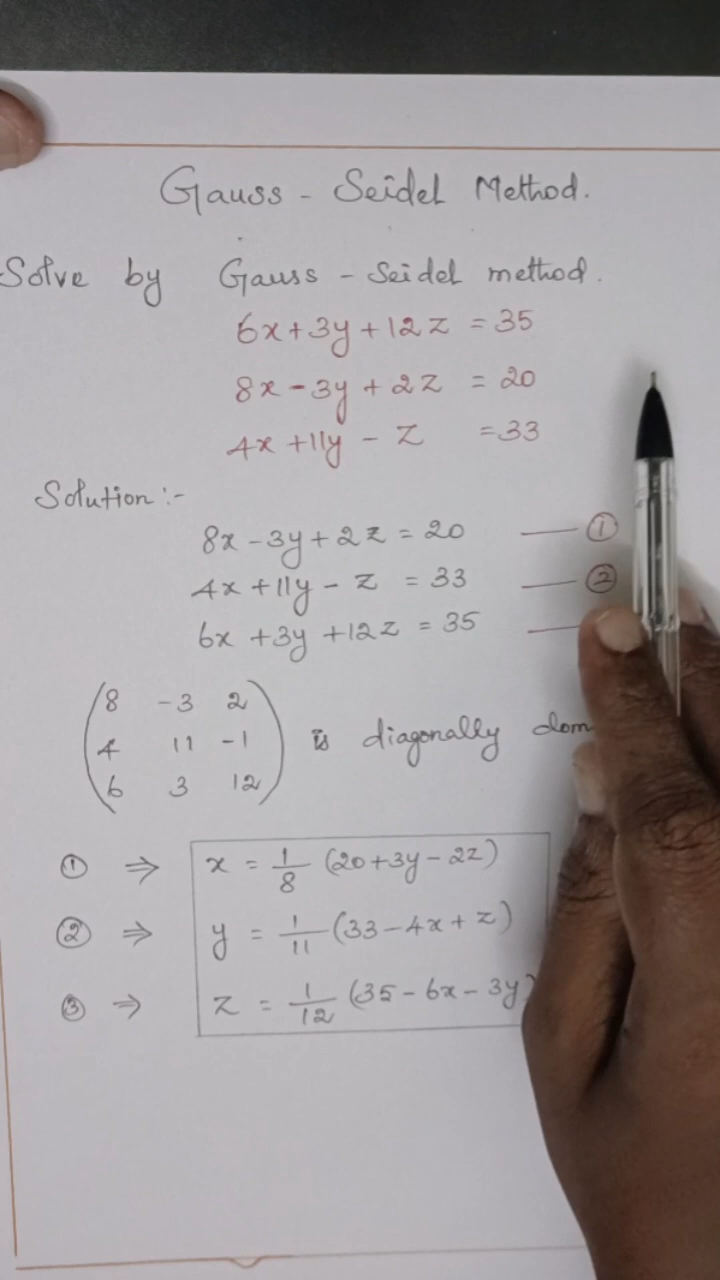 Gauss - Seidel Method.
Solve by Gauss - Seidel method.
6x + 3y + 12z = 35
8x - 3y + 2z = 20
4x + 11y - z = 33
Solution :-
8x - 3y + 2z = 20 — ①
4x + 11y - z = 33 — ②
6x + 3y + 12z = 35 —
8 -3 2
4 11 -1 is diagonally
6 3 12
① ⇒ x = 1/8 (20 + 3y - 2z)
② ⇒ y = 1/11 (33 - 4x + z)
③ ⇒ z = 1/12 (35 - 6x - 3y)